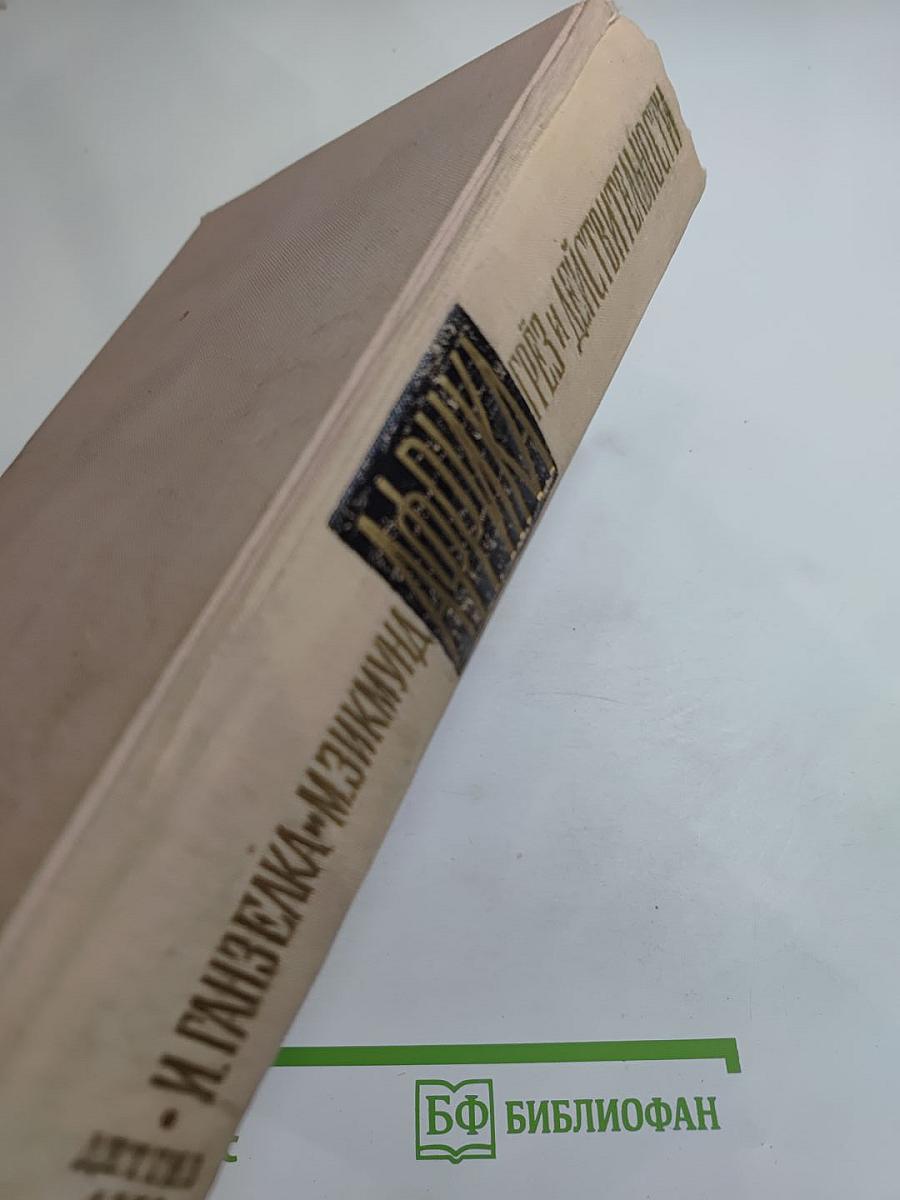 И. ГАНЗЕЛКА и М. ЗИКМУНД
АФРИКА
ГРЁЗ и ДЕЙСТВИТЕЛЬНОСТИ
БФ БИБЛИОФАН